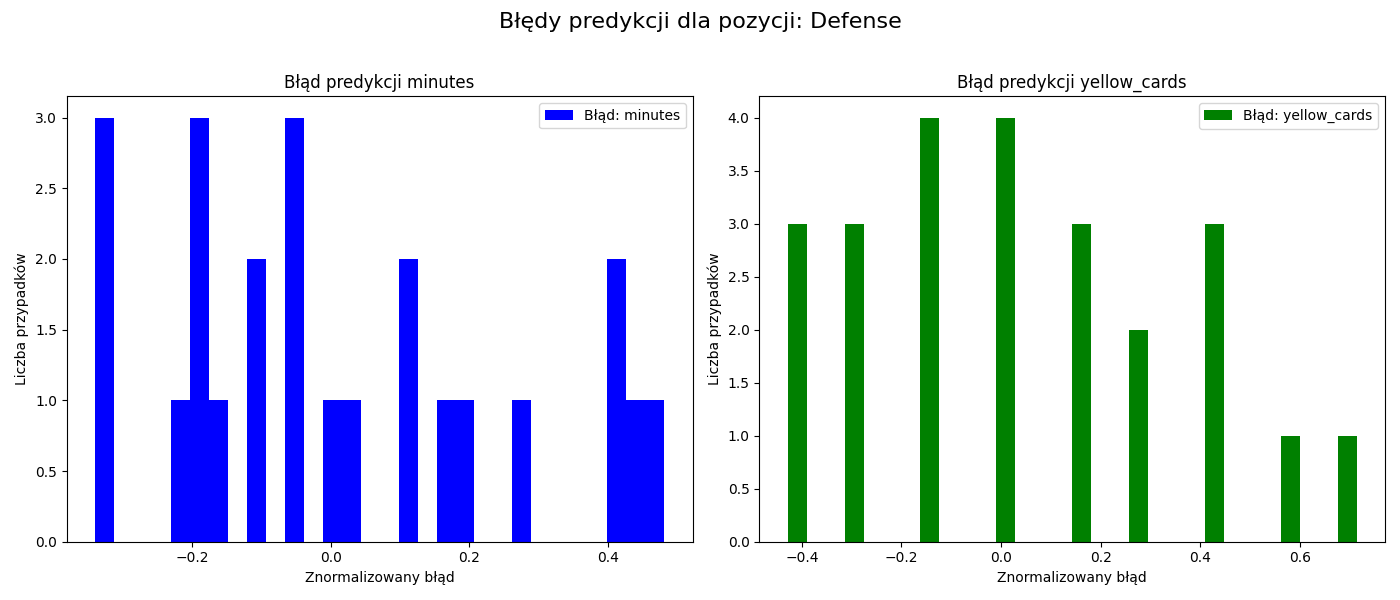 Błędy predykcji dla pozycji: Defense
Błąd predykcji minutes
Błąd: minutes
Liczba przypadków
3.0
2.5
2.0
1.5
1.0
0.5
0.0
−0.2
0.0
0.2
0.4
Znormalizowany błąd
Błąd predykcji yellow_cards
Błąd: yellow_cards
Liczba przypadków
4.0
3.5
3.0
2.5
2.0
1.5
1.0
0.5
0.0
−0.4
−0.2
0.0
0.2
0.4
0.6
Znormalizowany błąd